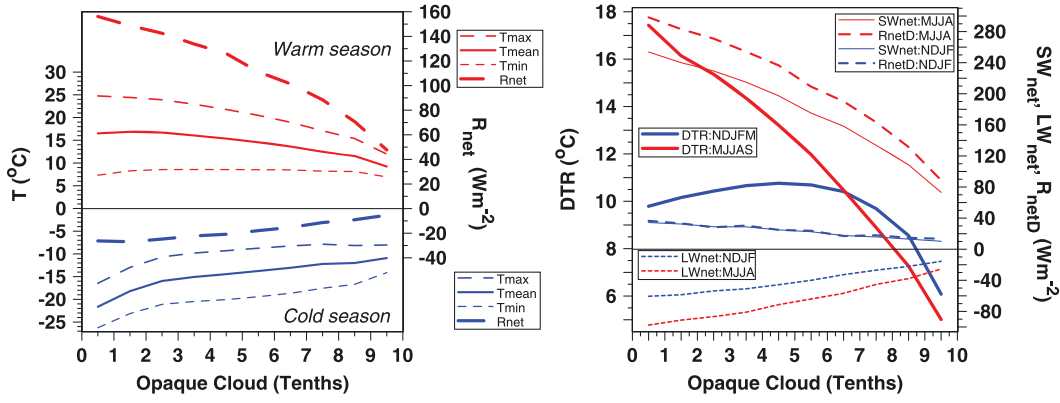 30
25
20
15
10
5
0
-5
-10
-15
-20
-25
T (°C)
Warm season
Cold season
160
140
120
100
80
60
40
20
0
-20
-40
R_net (Wm⁻²)
0 1 2 3 4 5 6 7 8 9 10
Opaque Cloud (Tenths)
Tmax
Tmean
Tmin
Rnet
Tmax
Tmean
Tmin
Rnet
18
16
14
12
10
8
6
DTR (°C)
SWnet:MJJA
RnetD:MJJA
SWnet:NDJF
RnetD:NDJF
DTR:NDJFM
DTR:MJJAS
LWnet:NDJF
LWnet:MJJA
280
240
200
160
120
80
40
0
-40
-80
SW_net, LW_net, R_netD (Wm⁻²)
0 1 2 3 4 5 6 7 8 9 10
Opaque Cloud (Tenths)